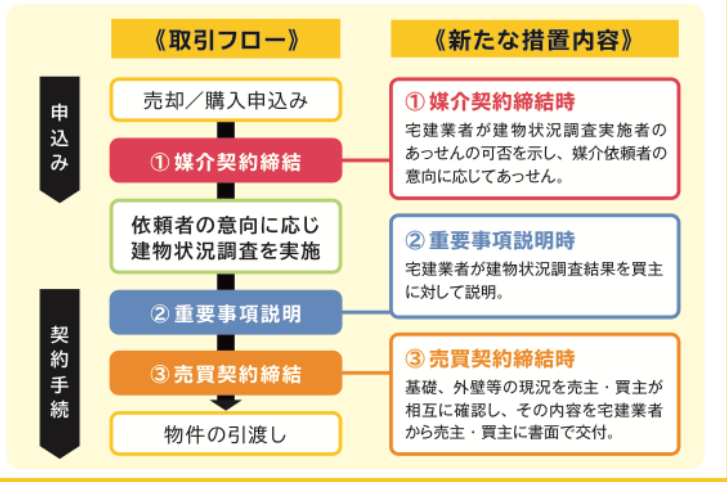 《取引フロー》
《新たな措置内容》
申込み
売却／購入申込み
①媒介契約締結
依頼者の意向に応じ
建物状況調査を実施
契約手続
②重要事項説明
③売買契約締結
物件の引渡し
①媒介契約締結時
宅建業者が建物状況調査実施者の
あっせんの可否を示し、媒介依頼者の
意向に応じてあっせん。
②重要事項説明時
宅建業者が建物状況調査結果を買主
に対して説明。
③売買契約締結時
基礎、外壁等の現況を売主・買主が
相互に確認し、その内容を宅建業者
から売主・買主に書面で交付。